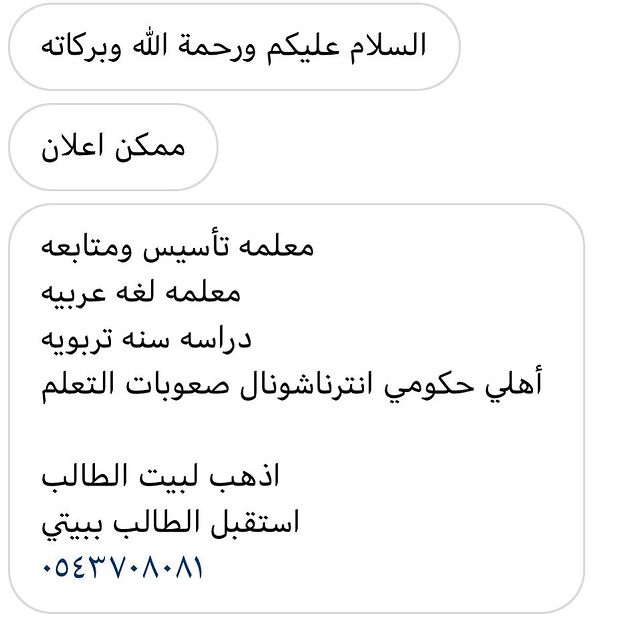 السلام عليكم ورحمة الله وبركاته
ممكن اعلان
معلمه تأسيس ومتابعه
معلمه لغه عربيه
دراسه سنه تربويه
أهلي حكومي انترناشونال صعوبات التعلم
اذهب لبيت الطالب
استقبل الطالب ببيتي
٠٥٤٣٧٠٨٠٨١